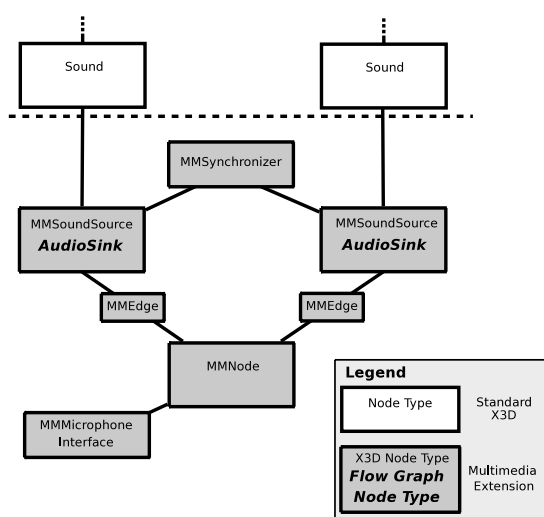 Sound
Sound
MMSynchronizer
MMSoundSource
AudioSink
MMSoundSource
AudioSink
MMEdge
MMEdge
MMNode
MMMicrophone
Interface
Legend
Node Type
Standard
X3D
X3D Node Type
Flow Graph
Node Type
Multimedia
Extension